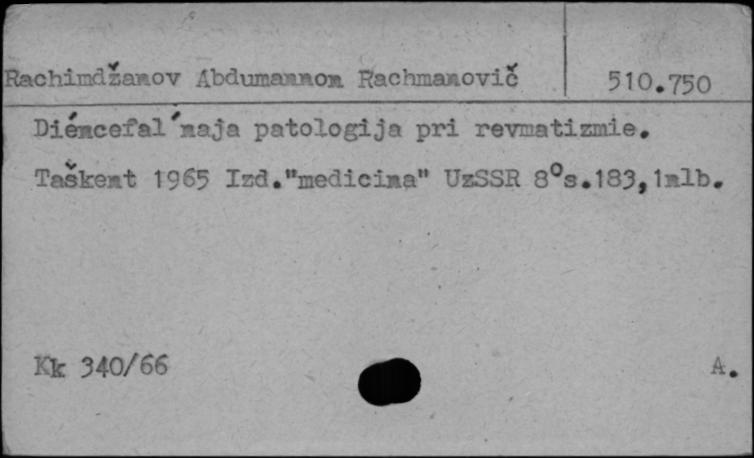 Rachimdžanov Abdumannon Rachmanovič 510.750
Diéncefal'naja patologija pri revmatizmie.
Taškent 1965 Izd."medicina" UzSSR 8°s.183,1nlb.
Kk 340/66 A.